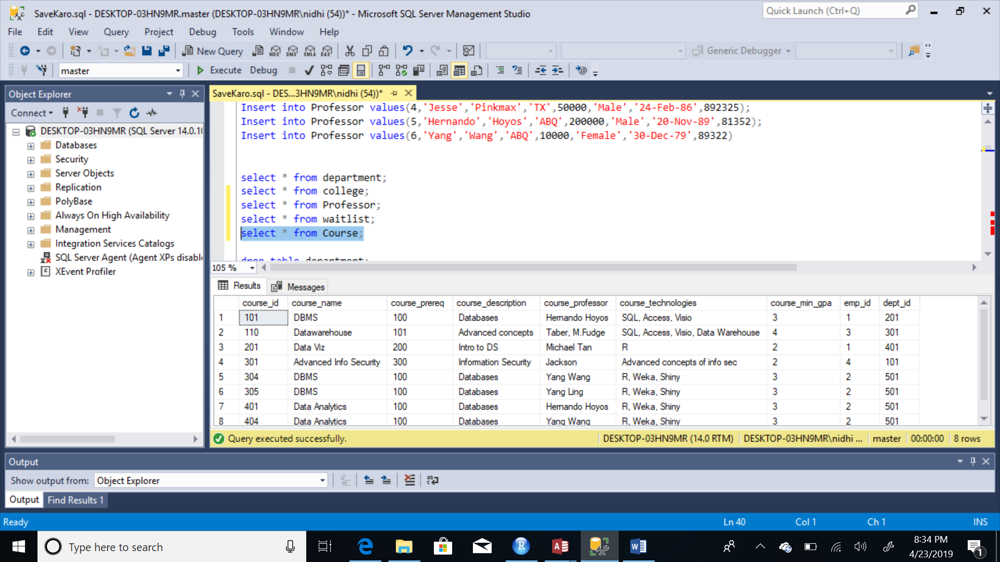 SaveKaro.sql - DESKTOP-03HN9MR.master (DESKTOP-03HN9MR\nidhi (54))* - Microsoft SQL Server Management Studio
Quick Launch (Ctrl+Q)
File Edit View Query Project Debug Tools Window Help
New Query MDX DMX XMLA DAX Generic Debugger
master Execute Debug
Object Explorer
Connect
DESKTOP-03HN9MR (SQL Server 14.0.10
Databases
Security
Server Objects
Replication
PolyBase
Always On High Availability
Management
Integration Services Catalogs
SQL Server Agent (Agent XPs disable
XEvent Profiler
SaveKaro.sql - DES...3HN9MR\nidhi (54))*
Insert into Professor values(4,'Jesse','Pinkmax','TX',50000,'Male','24-Feb-86',892325);
Insert into Professor values(5,'Hernando','Hoyos','ABQ',200000,'Male','20-Nov-89',81352);
Insert into Professor values(6,'Yang','Wang','ABQ',10000,'Female','30-Dec-79',89322)
select * from department;
select * from college;
select * from Professor;
select * from waitlist;
select * from Course;
drop table department;
105 %
Results Messages
course_id course_name course_prereq course_description course_professor course_technologies course_min_gpa emp_id dept_id
1 101 DBMS 100 Databases Hernando Hoyos SQL, Access, Visio 3 1 201
2 110 Datawarehouse 101 Advanced concepts Taber, M.Fudge SQL, Access, Visio, Data Warehouse 4 3 301
3 201 Data Viz 200 Intro to DS Michael Tan R 2 1 401
4 301 Advanced Info Security 300 Information Security Jackson Advanced concepts of info sec 2 4 101
5 304 DBMS 100 Databases Yang Wang R, Weka, Shiny 3 2 501
6 305 DBMS 100 Databases Yang Ling R, Weka, Shiny 3 2 501
7 401 Data Analytics 100 Databases Hernando Hoyos R, Weka, Shiny 3 2 501
8 404 Data Analytics 100 Databases Yang Wang R, Weka, Shiny 3 2 501
Query executed successfully.
DESKTOP-03HN9MR (14.0 RTM) DESKTOP-03HN9MR\nidhi ... master 00:00:00 8 rows
Output
Show output from: Object Explorer
Output Find Results 1
Ready Ln 40 Col 1 Ch 1 INS
Type here to search
8:34 PM
4/23/2019
1